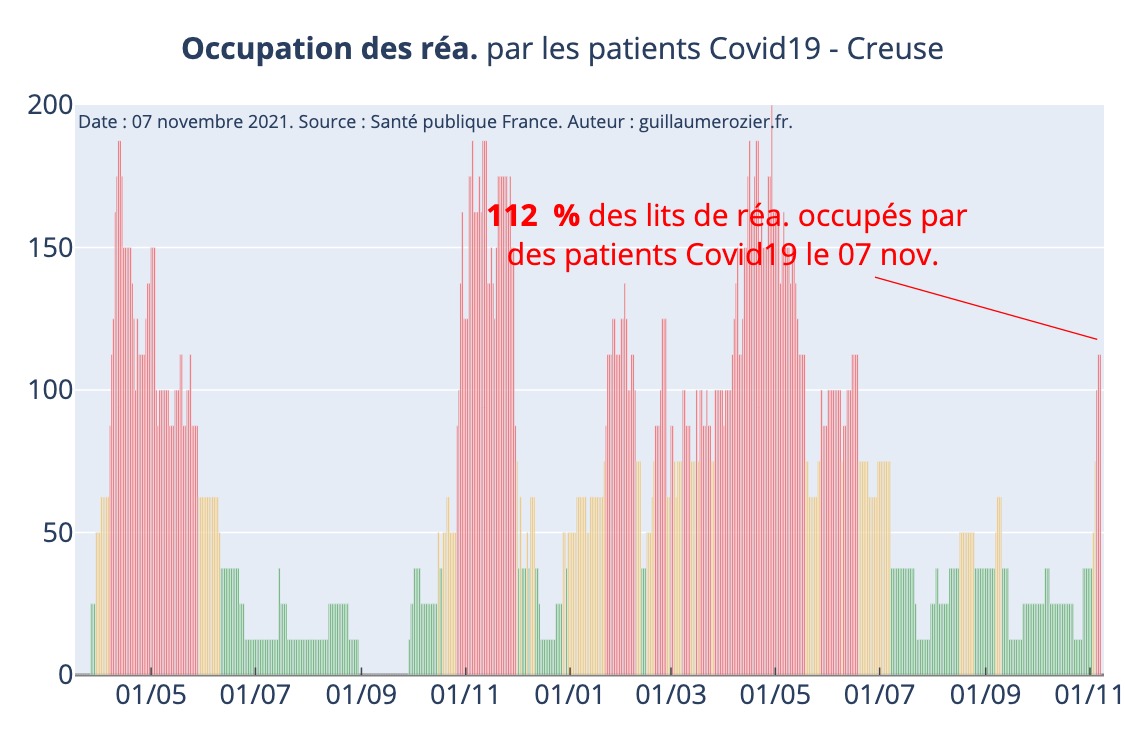 Occupation des réa. par les patients Covid19 - Creuse
200
Date : 07 novembre 2021. Source : Santé publique France. Auteur : guillaumerozier.fr.
112 % des lits de réa. occupés par
des patients Covid19 le 07 nov.
150
100
50
0
01/05 01/07 01/09 01/11 01/01 01/03 01/05 01/07 01/09 01/11